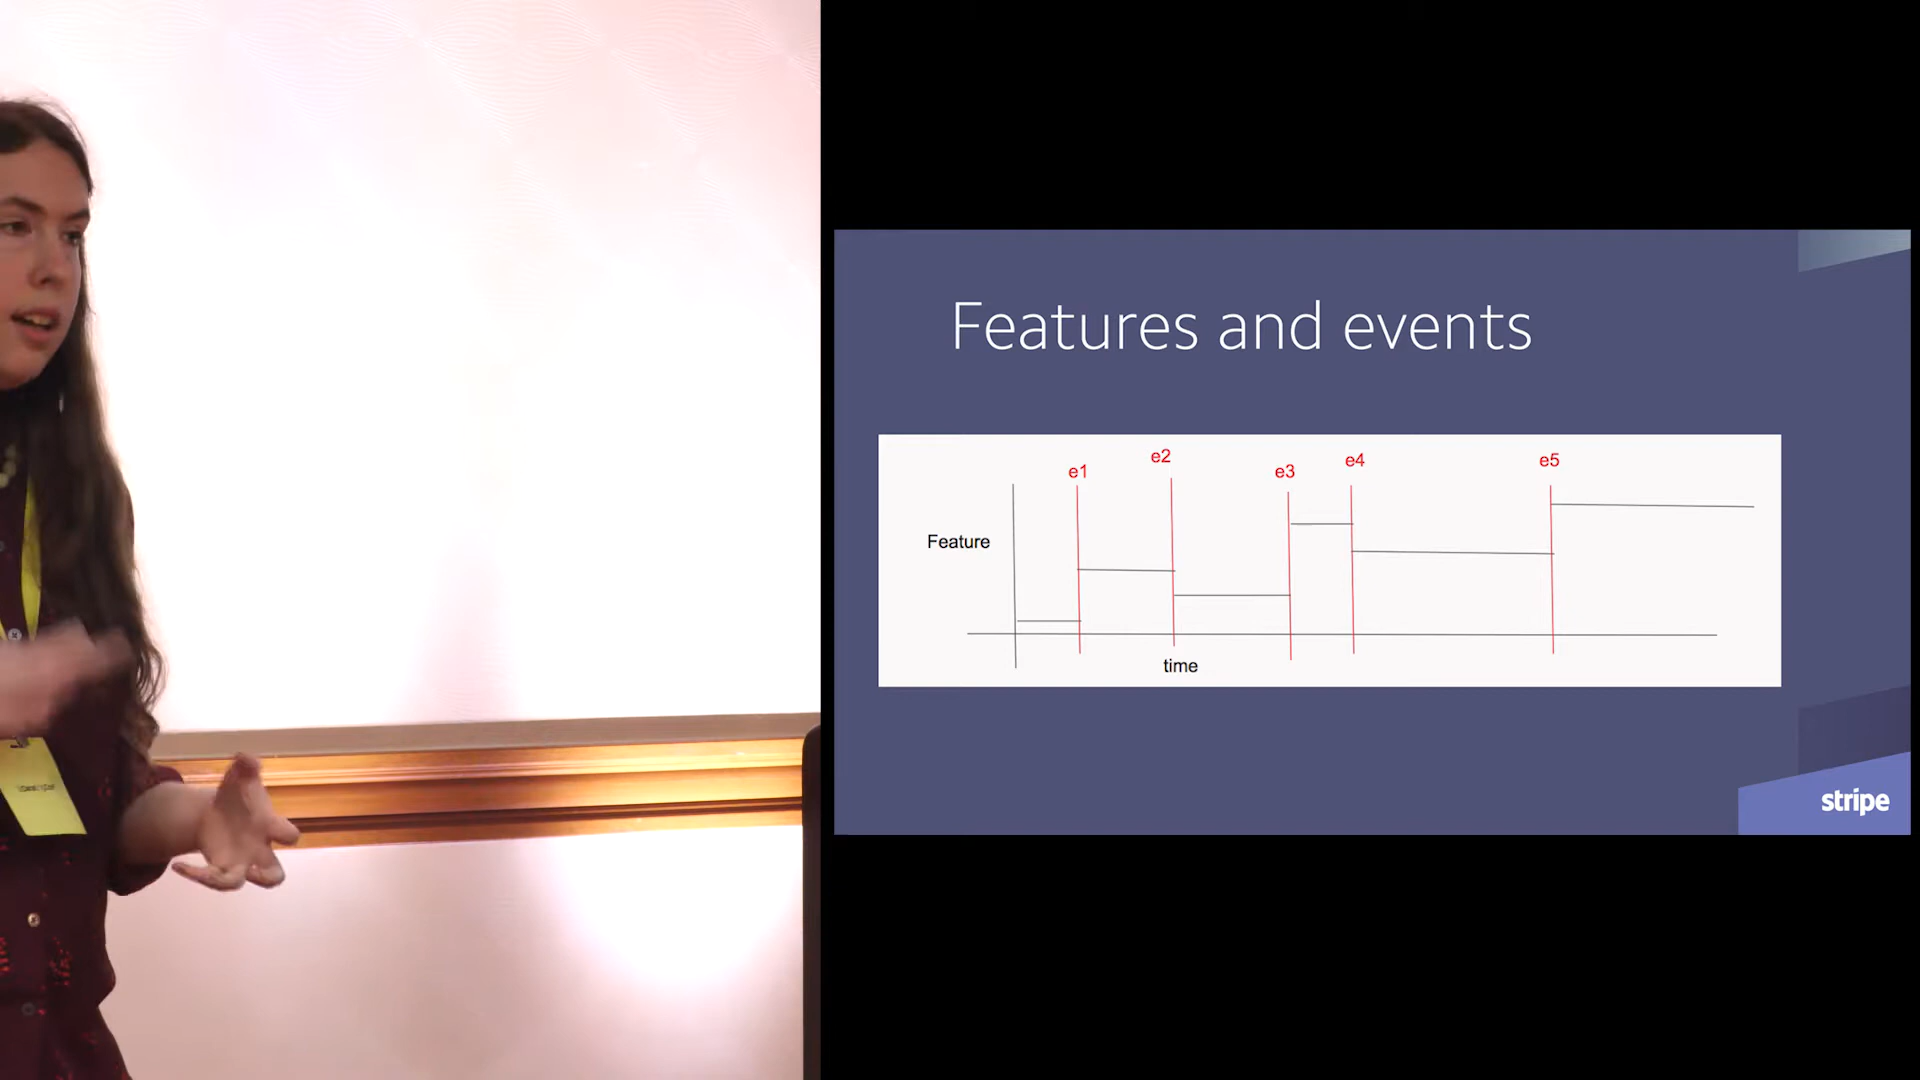 Features and events
e1
e2
e3
e4
e5
Feature
time
stripe